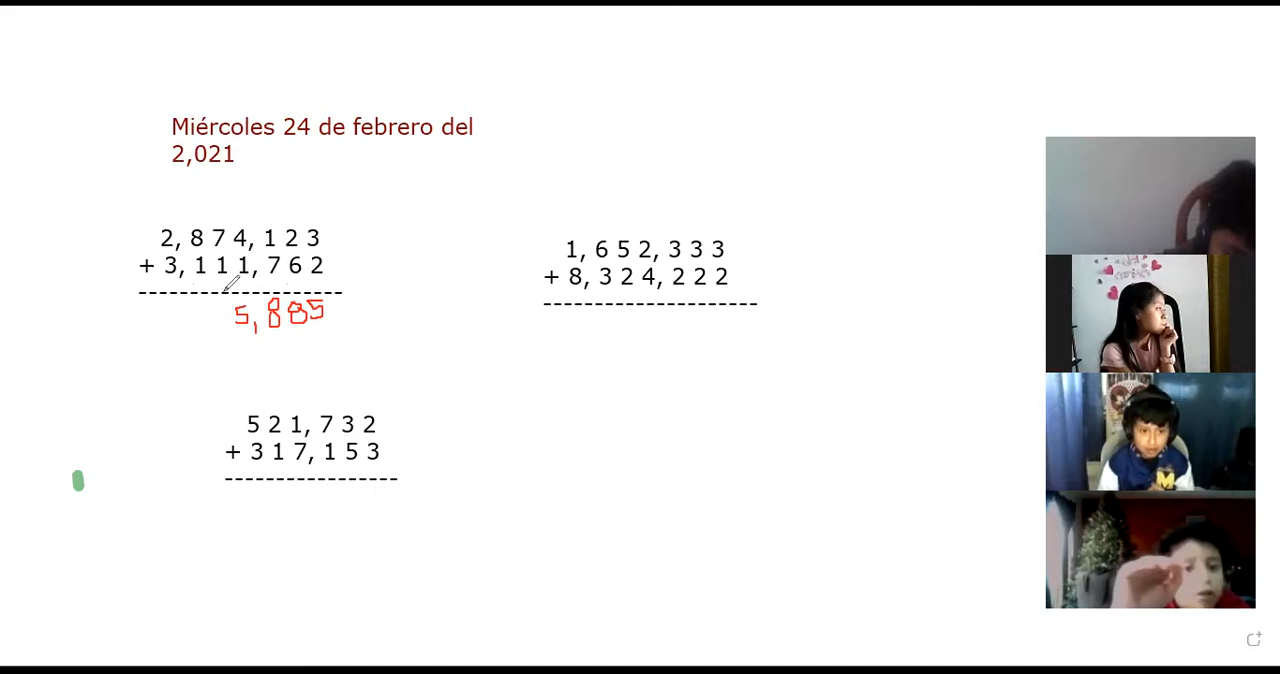 Miércoles 24 de febrero del
2,021
2, 8 7 4, 1 2 3
+ 3, 1 1 1, 7 6 2
--------------------
5, 8 8 5
1, 6 5 2, 3 3 3
+ 8, 3 2 4, 2 2 2
---------------------
5 2 1, 7 3 2
+ 3 1 7, 1 5 3
-----------------
M